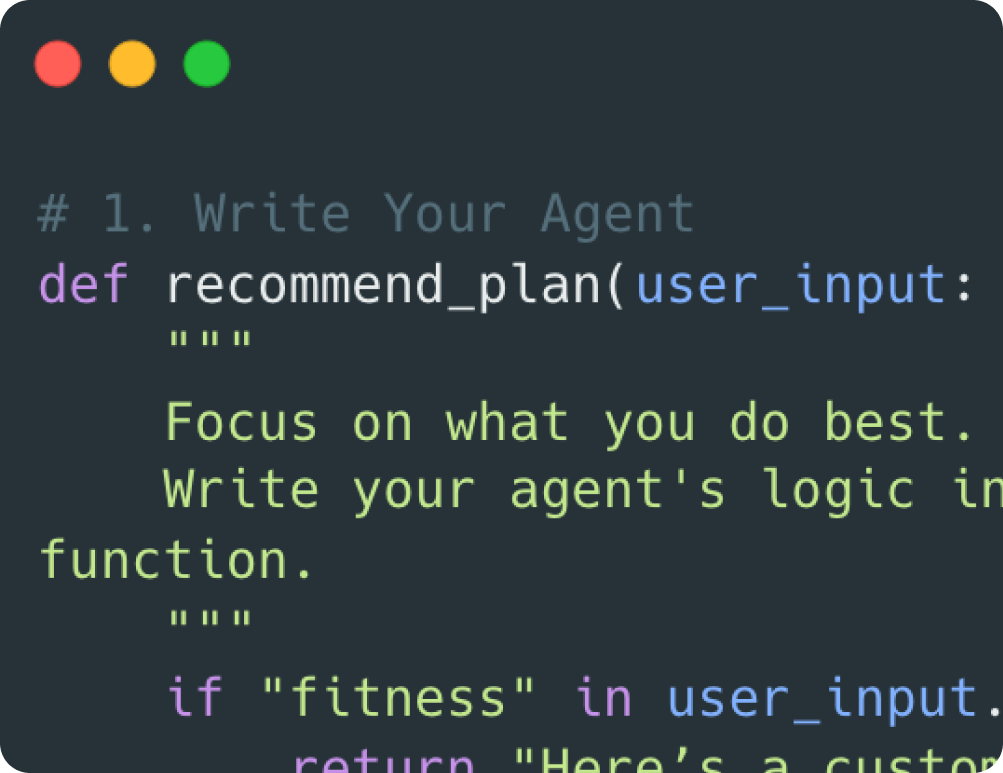 # 1. Write Your Agent
def recommend_plan(user_input:
"""
Focus on what you do best.
Write your agent's logic in
function.
"""
if "fitness" in user_input.
return "Here’s a custom